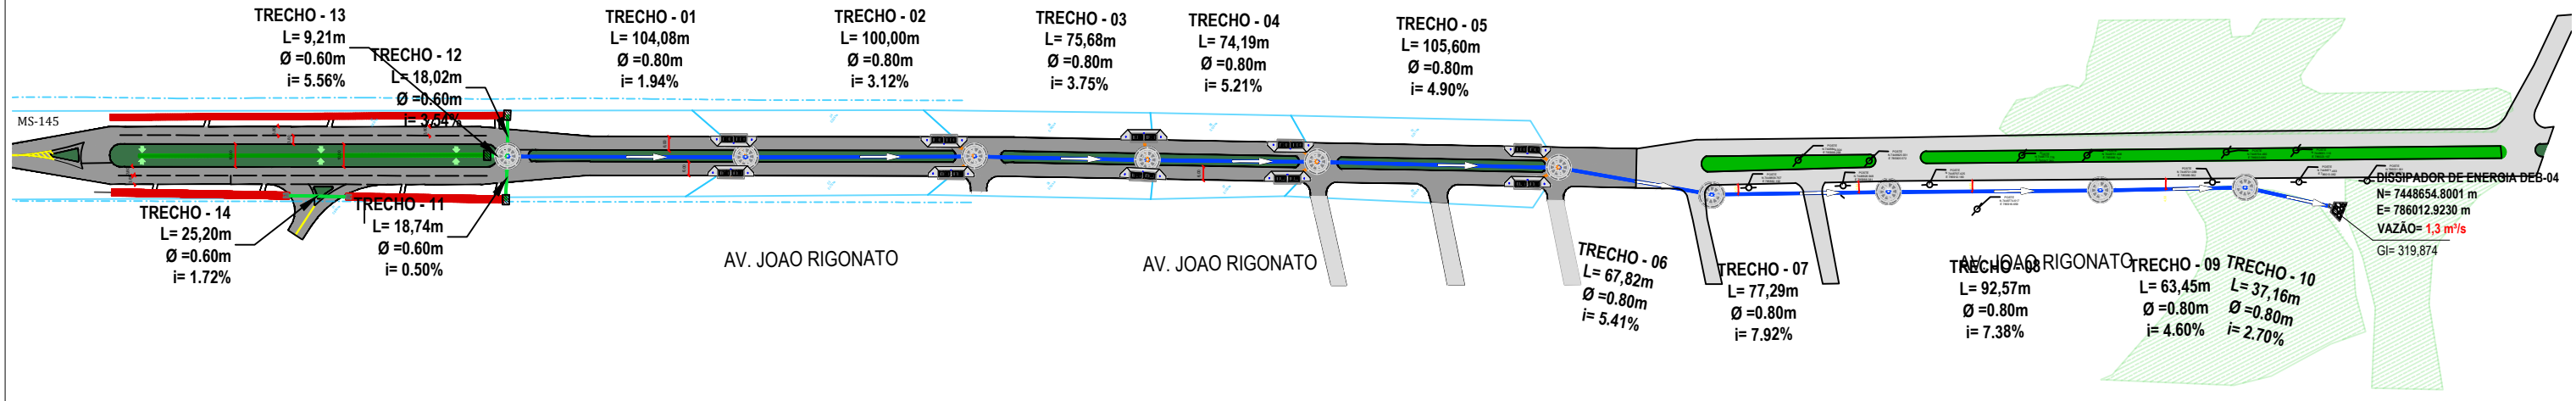 TRECHO - 13
L= 9,21m
Ø =0.60m
i= 5.56%
TRECHO - 12
L= 18,02m
Ø =0.60m
i= 3.54%
TRECHO - 01
L= 104,08m
Ø =0.80m
i= 1.94%
TRECHO - 02
L= 100,00m
Ø =0.80m
i= 3.12%
TRECHO - 03
L= 75,68m
Ø =0.80m
i= 3.75%
TRECHO - 04
L= 74,19m
Ø =0.80m
i= 5.21%
TRECHO - 05
L= 105,60m
Ø =0.80m
i= 4.90%
MS-145
TRECHO - 14
L= 25,20m
Ø =0.60m
i= 1.72%
TRECHO - 11
L= 18,74m
Ø =0.60m
i= 0.50%
AV. JOAO RIGONATO
AV. JOAO RIGONATO
TRECHO - 06
L= 67,82m
Ø =0.80m
i= 5.41%
TRECHO - 07
L= 77,29m
Ø =0.80m
i= 7.92%
AV. JOAO RIGONATO
TRECHO - 08
L= 92,57m
Ø =0.80m
i= 7.38%
TRECHO - 09
L= 63,45m
Ø =0.80m
i= 4.60%
TRECHO - 10
L= 37,16m
Ø =0.80m
i= 2.70%
DISSIPADOR DE ENERGIA DEB-04
N= 7448654.8001 m
E= 786012.9230 m
VAZÃO= 1,3 m³/s
GI= 319,874